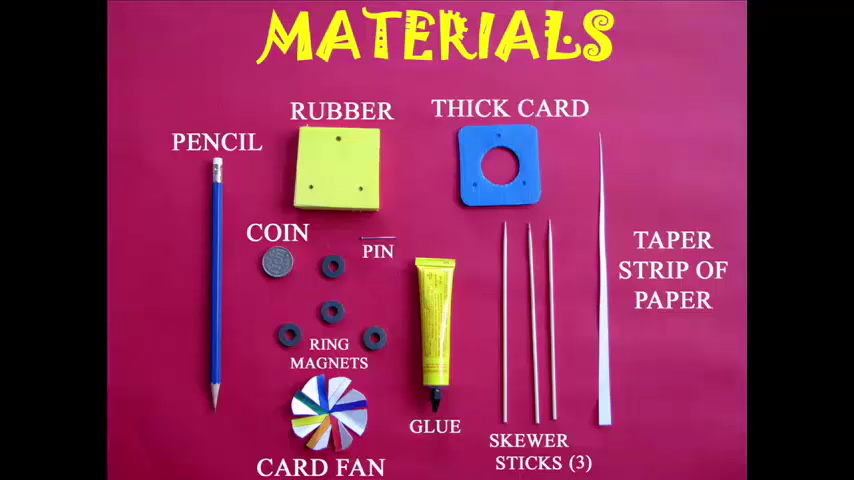 MATERIALS
RUBBER
THICK CARD
PENCIL
COIN
PIN
TAPER
STRIP OF
PAPER
RING
MAGNETS
GLUE
SKEWER
STICKS (3)
CARD FAN